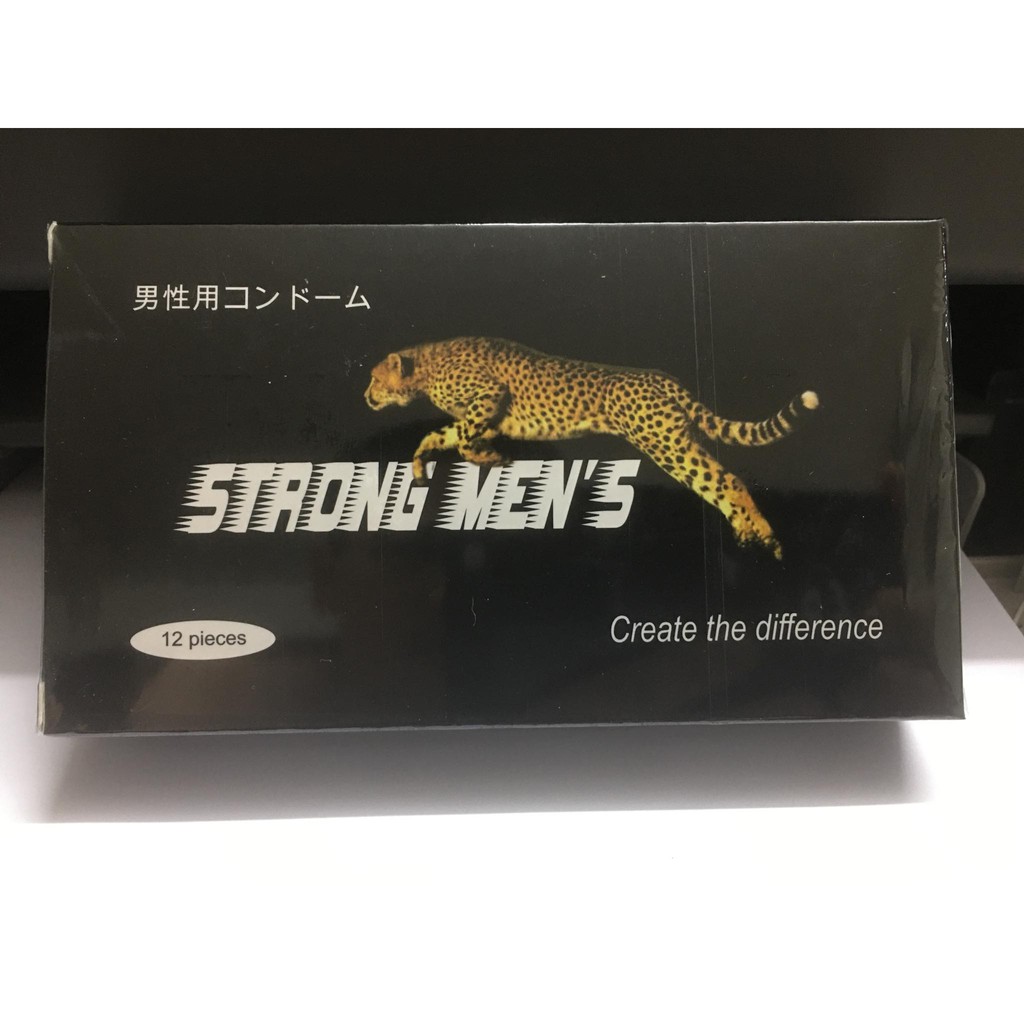 男性用コンドーム
STRONG MEN'S
12 pieces
Create the difference